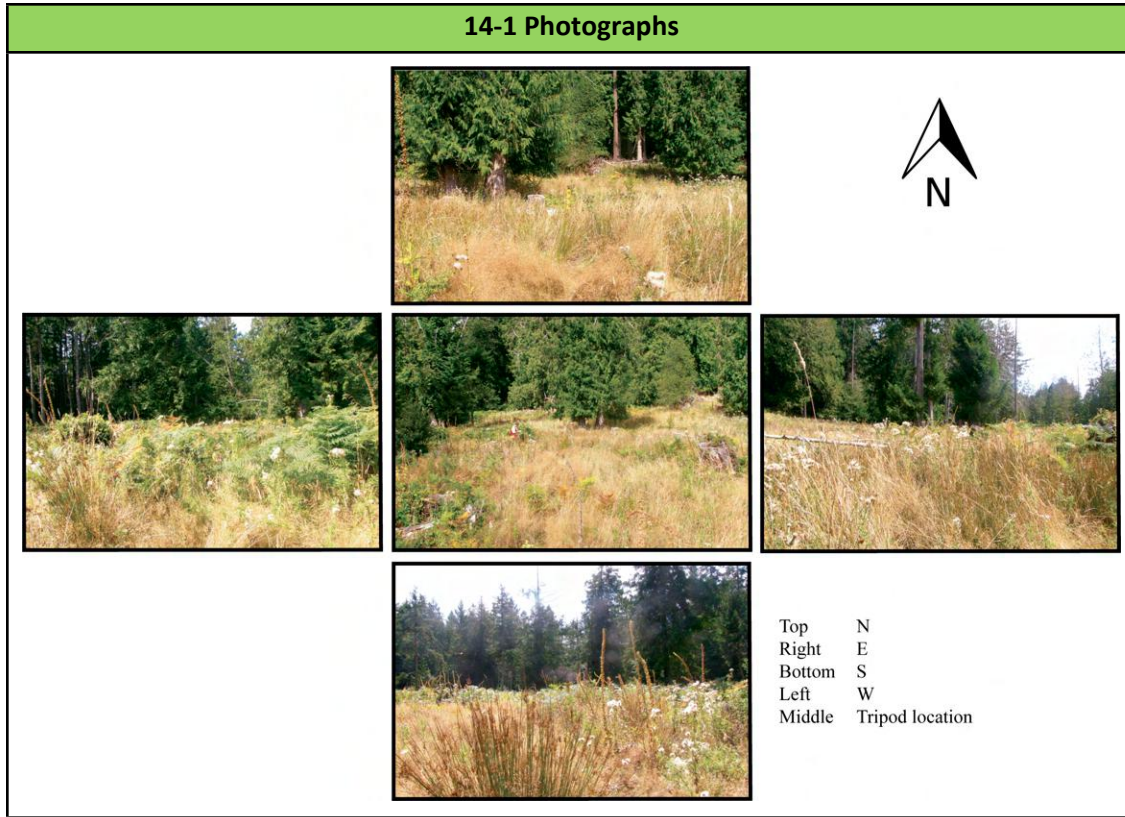 14-1 Photographs
N
Top N
Right E
Bottom S
Left W
Middle Tripod location